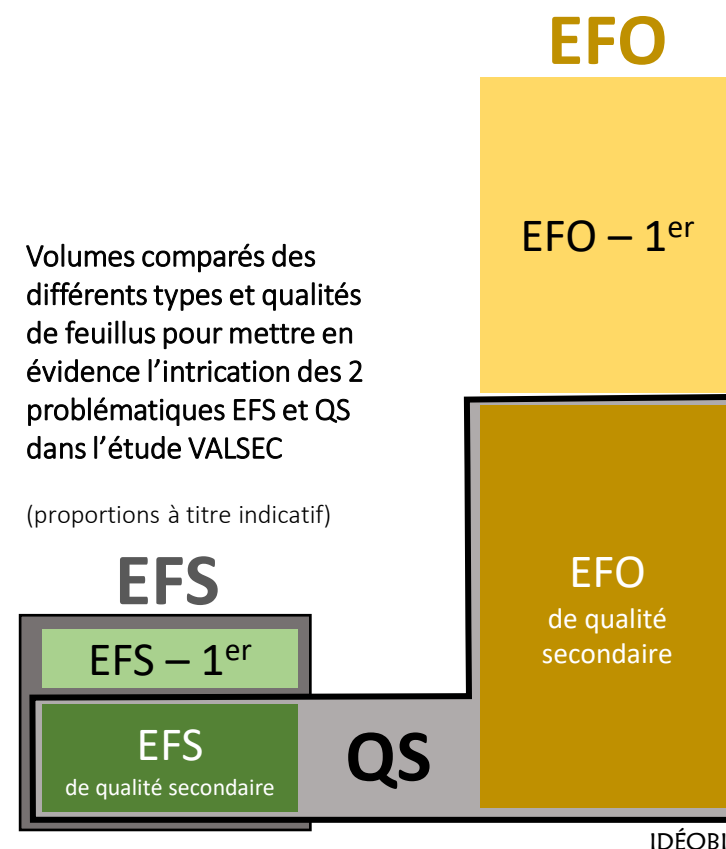 EFO
EFO – 1er
Volumes comparés des
différents types et qualités
de feuillus pour mettre en
évidence l’intrication des 2
problématiques EFS et QS
dans l’étude VALSEC
(proportions à titre indicatif)
EFS
EFS – 1er
EFO
de qualité
secondaire
EFS
de qualité secondaire
QS
IDÉOBI